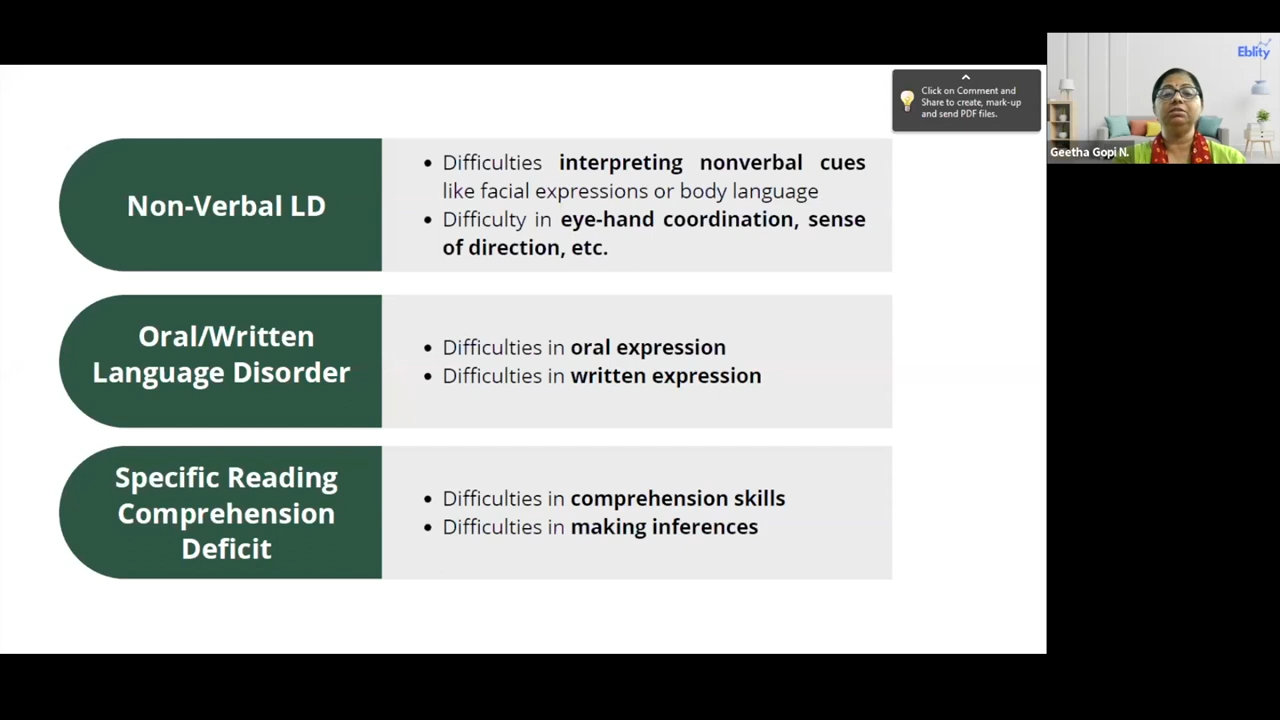 Non-Verbal LD
• Difficulties interpreting nonverbal cues
like facial expressions or body language
• Difficulty in eye-hand coordination, sense
of direction, etc.
Oral/Written
Language Disorder
• Difficulties in oral expression
• Difficulties in written expression
Specific Reading
Comprehension
Deficit
• Difficulties in comprehension skills
• Difficulties in making inferences
Click on Comment and
Share to create, mark-up
and send PDF files.
Eblity
Geetha Gopi N.